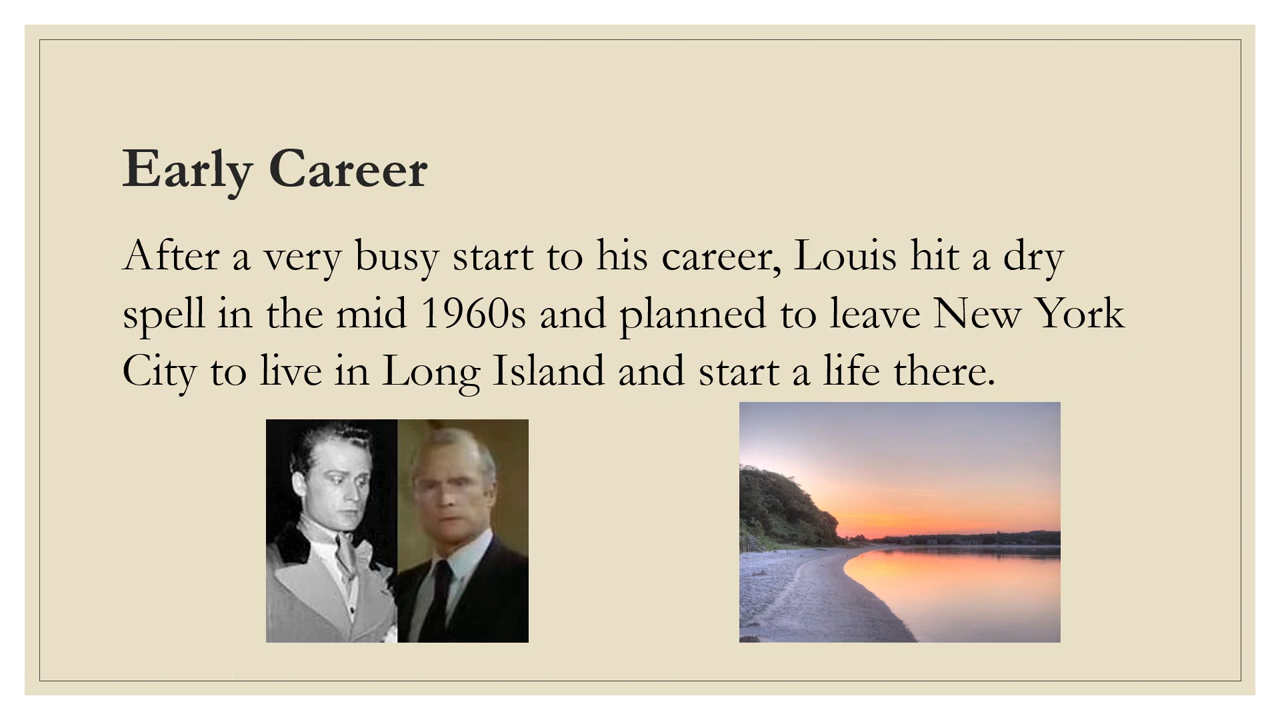 Early Career
After a very busy start to his career, Louis hit a dry
spell in the mid 1960s and planned to leave New York
City to live in Long Island and start a life there.